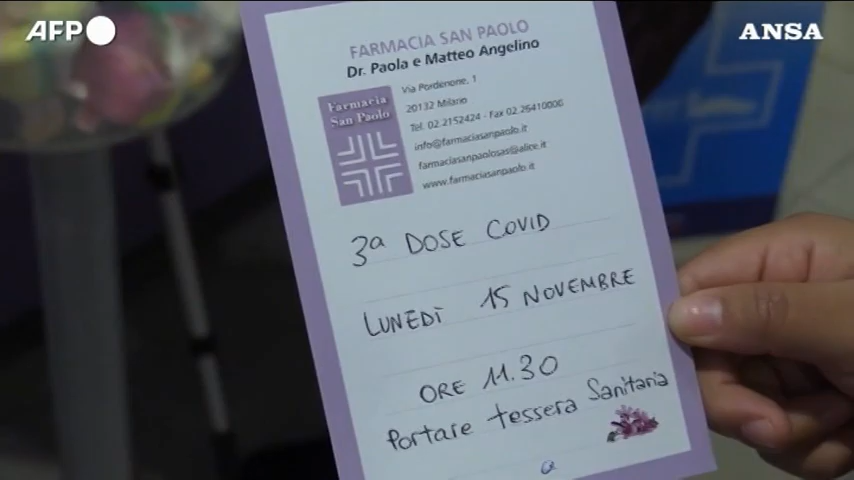 AFP
ANSA
FARMACIA SAN PAOLO
Dr. Paola e Matteo Angelino
Farmacia
San Paolo
Via Pordenone, 1
20132 Milano
Tel. 02.2152424 - Fax 02.26410006
info@farmaciasanpaolo.it
farmaciasanpaolosas@alice.it
www.farmaciasanpaolo.it
3a DOSE COVID
LUNEDÌ 15 NOVEMBRE
ORE 11.30
Portare tessera Sanitaria